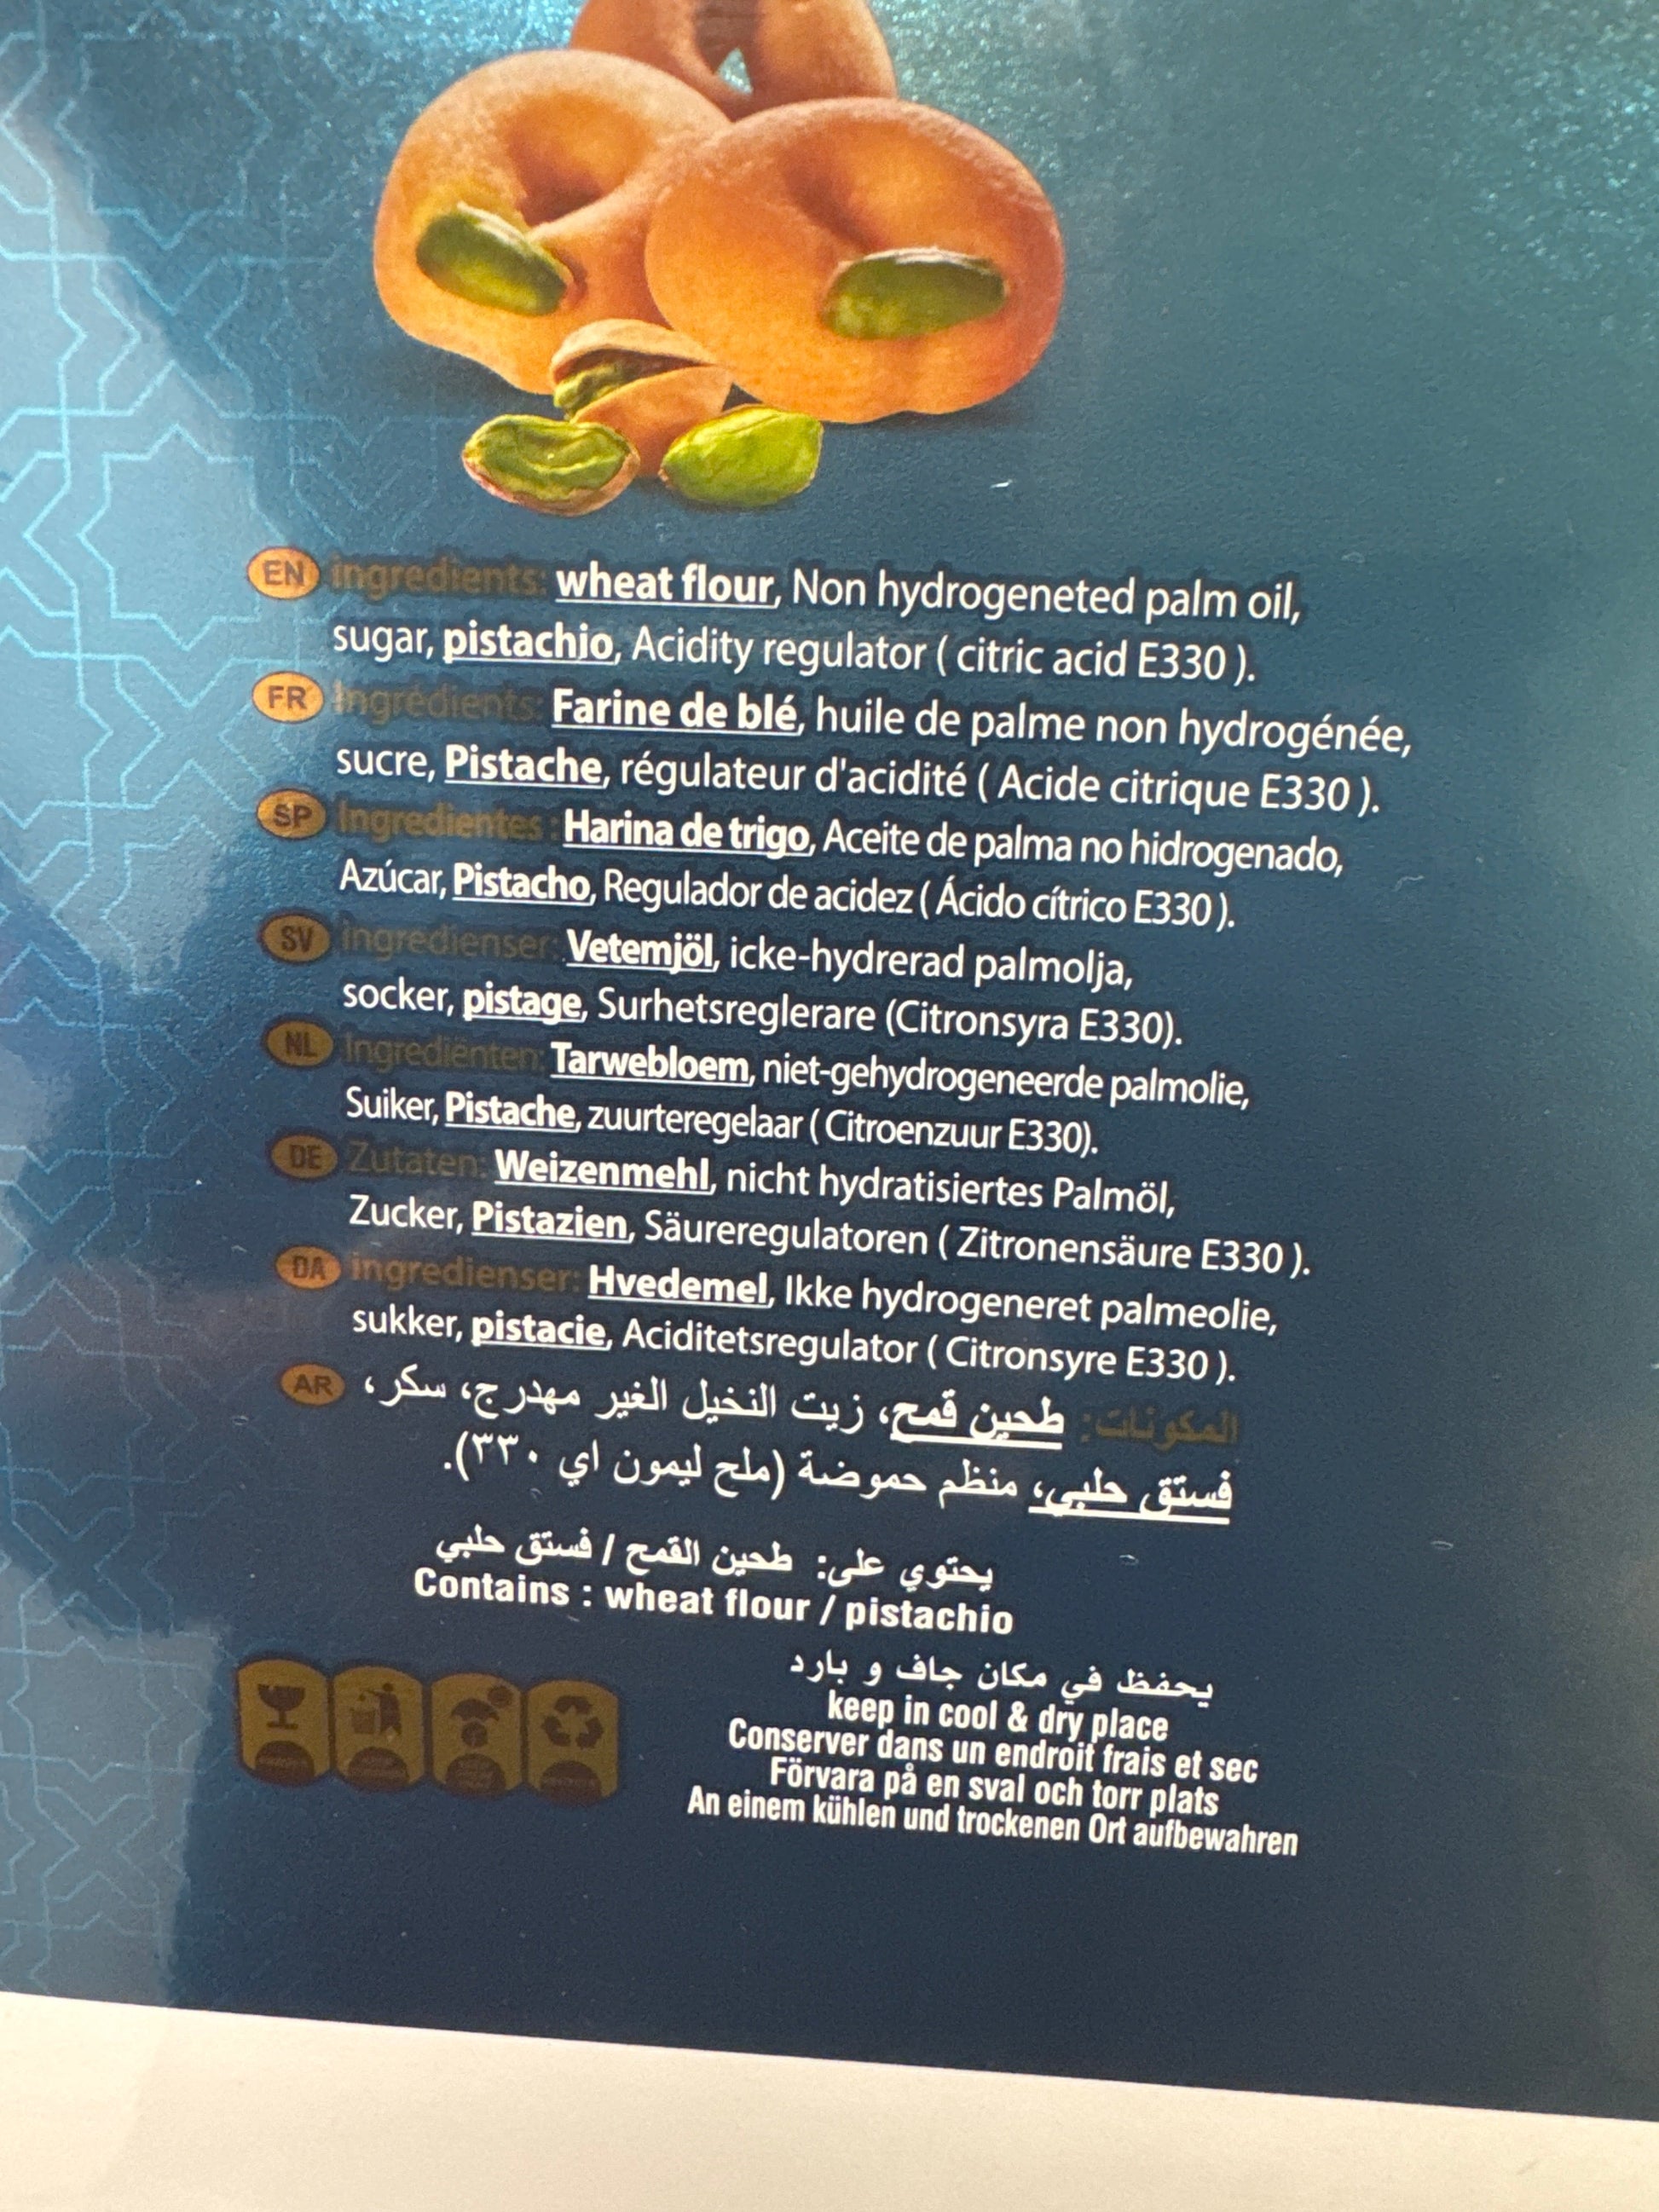 EN ingredients: wheat flour, Non hydrogeneted palm oil,
sugar, pistachio, Acidity regulator ( citric acid E330 ).
FR Ingrédients: Farine de blé, huile de palme non hydrogénée,
sucre, Pistache, régulateur d'acidité ( Acide citrique E330 ).
SP Ingredientes : Harina de trigo, Aceite de palma no hidrogenado,
Azúcar, Pistacho, Regulador de acidez ( Ácido cítrico E330 ).
SV ingredienser: Vetemjöl, icke-hydrerad palmolja,
socker, pistage, Surhetsreglerare (Citronsyra E330).
NL Ingrediënten: Tarwebloem, niet-gehydrogeneerde palmolie,
Suiker, Pistache, zuurteregelaar ( Citroenzuur E330).
DE Zutaten: Weizenmehl, nicht hydratisiertes Palmöl,
Zucker, Pistazien, Säureregulatoren ( Zitronensäure E330 ).
DA ingredienser: Hvedemel, Ikke hydrogeneret palmeolie,
sukker, pistacie, Aciditetsregulator ( Citronsyre E330 ).
AR المكونات: طحين قمح، زيت النخيل الغير مهدرج، سكر،
فستق حلبي، منظم حموضة (ملح ليمون اي ٣٣٠).
يحتوي على: طحين القمح / فستق حلبي
Contains : wheat flour / pistachio
يحفظ في مكان جاف و بارد
keep in cool & dry place
Conserver dans un endroit frais et sec
Förvara på en sval och torr plats
An einem kühlen und trockenen Ort aufbewahren